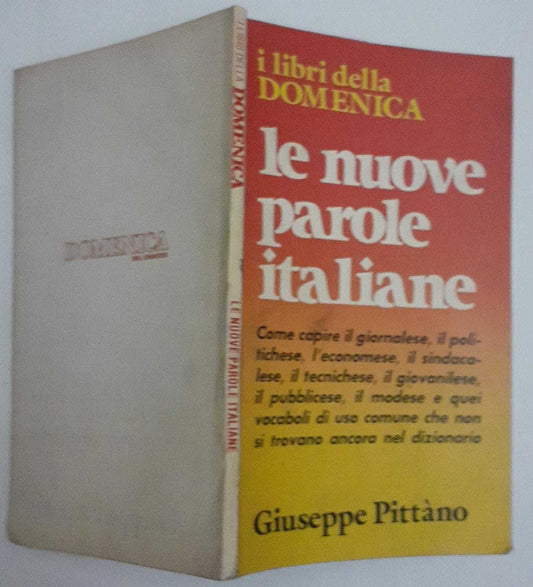 DOMENICA
I LIBRI DELLA DOMENICA
LE NUOVE PAROLE ITALIANE
i libri della
DOMENICA
le nuove
parole
italiane
Come capire il giornalese, il poli-
tichese, l'economese, il sindaca-
lese, il tecnichese, il giovanilese,
il pubblicese, il modese e quei
vocaboli di uso comune che non
si trovano ancora nel dizionario
Giuseppe Pittàno